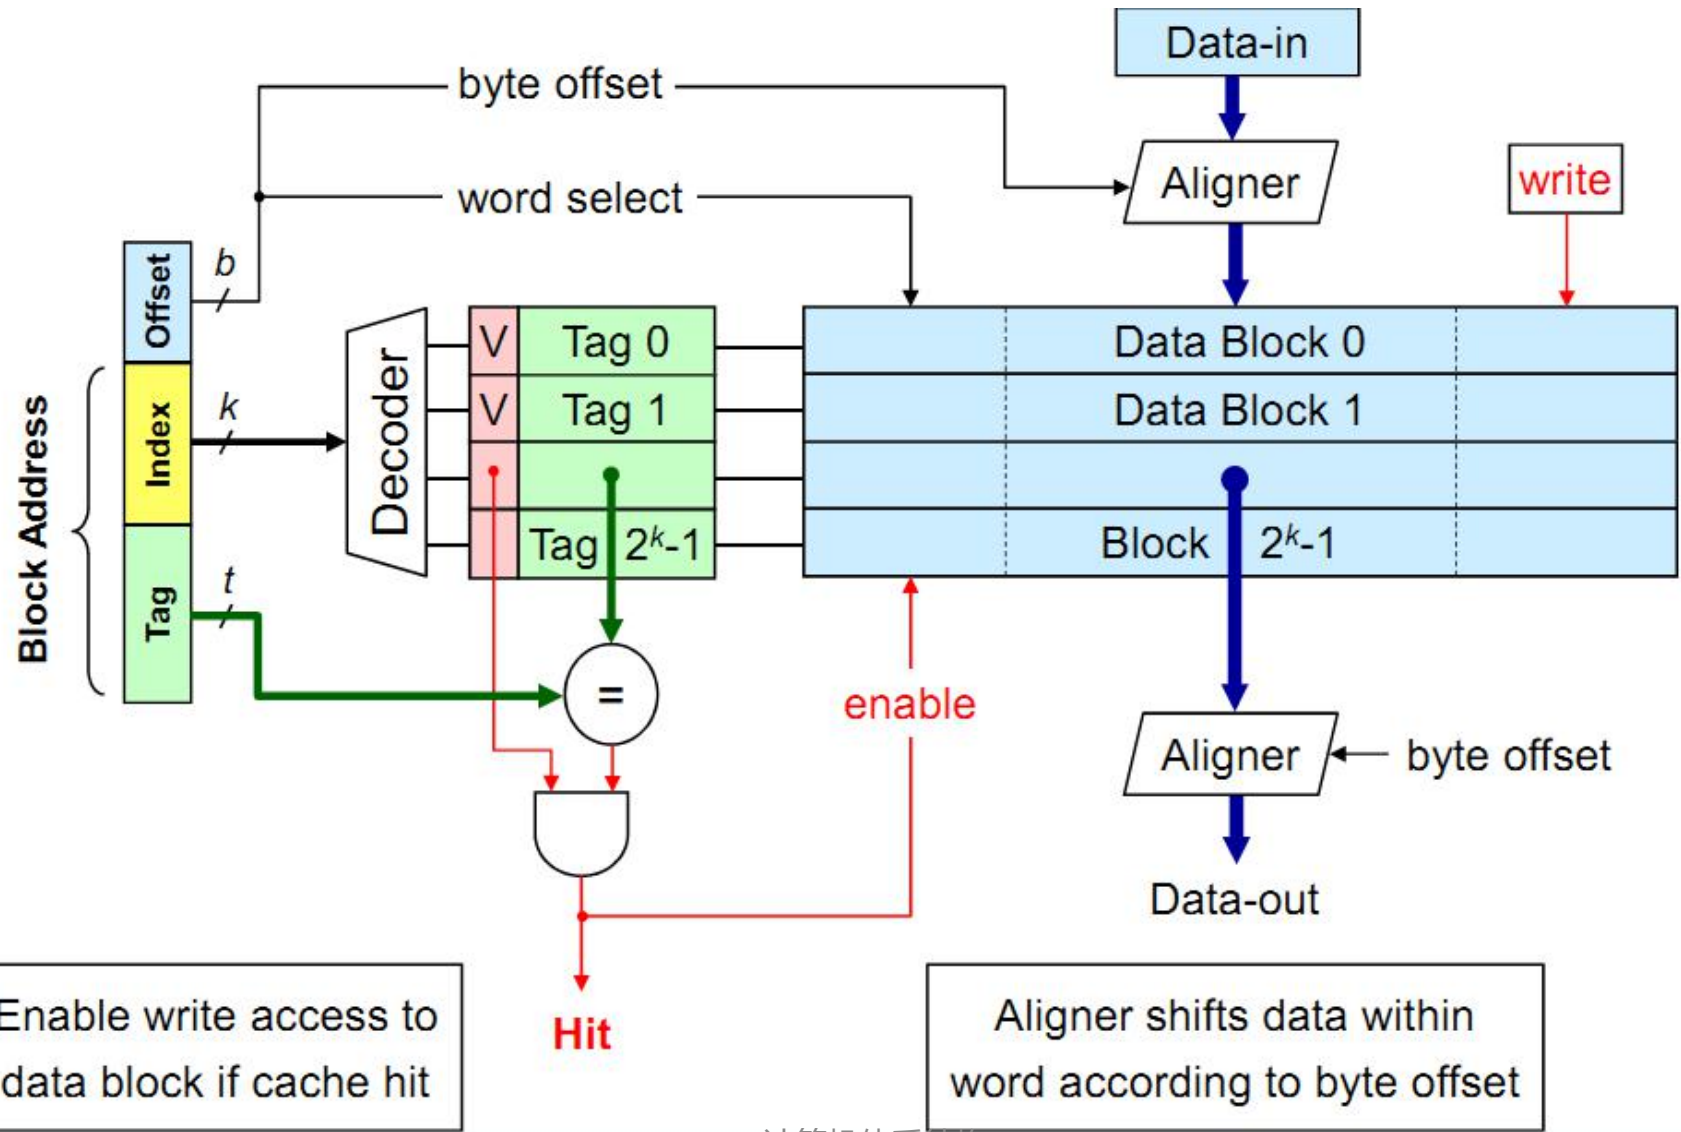 Data-in
byte offset
Aligner
write
word select
Offset
b
Index
k
Tag
t
Block Address
Decoder
V
Tag 0
V
Tag 1
Tag 2ᵏ-1
Data Block 0
Data Block 1
Block 2ᵏ-1
=
enable
Aligner
byte offset
Data-out
Hit
Enable write access to
data block if cache hit
Aligner shifts data within
word according to byte offset